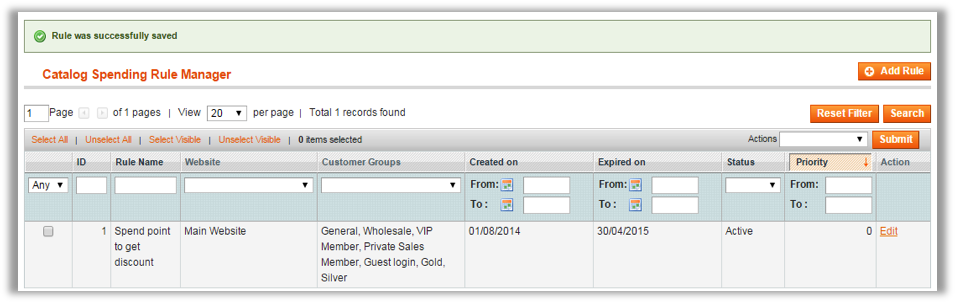 Rule was successfully saved
Catalog Spending Rule Manager
Add Rule
1 Page of 1 pages | View 20 per page | Total 1 records found
Reset Filter Search
Select All | Unselect All | Select Visible | Unselect Visible | 0 items selected
Actions Submit
ID Rule Name Website Customer Groups Created on Expired on Status Priority Action
Any From: From: From:
To : To : To :
1 Spend point Main Website General, Wholesale, VIP 01/08/2014 30/04/2015 Active 0 Edit
to get Member, Private Sales
discount Member, Guest login, Gold,
Silver